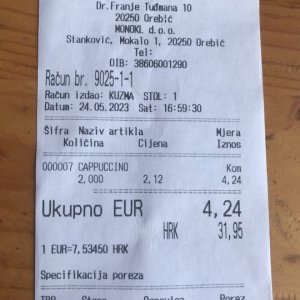 Dr.Franje Tuđmana 10
20250 Orebić
MONOKL d.o.o.
Stanković, Mokalo 1, 20250 Orebić
Tel:
OIB: 38606001290
Račun br. 9025-1-1
Račun izdao: KUZMA STOL: 1
Datum: 24.05.2023 Sat: 16:59:30
Šifra Naziv artikla Mjera
Količina Cijena Iznos
000007 CAPPUCCINO Kom
2,000 2,12 4,24
Ukupno EUR 4,24
HRK 31,95
1 EUR=7,53450 HRK
Specifikacija poreza
Stopa Osnovica Porez